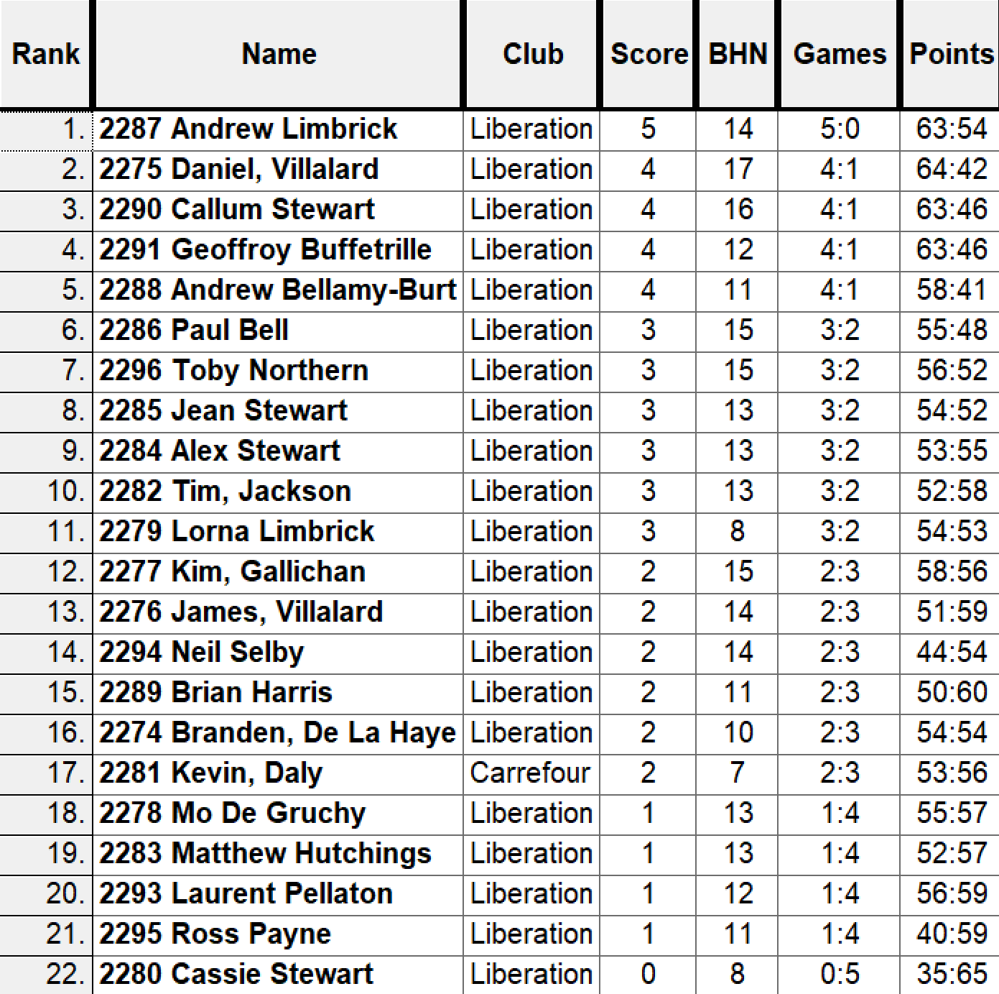 Rank Name Club Score BHN Games Points
1. 2287 Andrew Limbrick Liberation 5 14 5:0 63:54
2. 2275 Daniel, Villalard Liberation 4 17 4:1 64:42
3. 2290 Callum Stewart Liberation 4 16 4:1 63:46
4. 2291 Geoffroy Buffetrille Liberation 4 12 4:1 63:46
5. 2288 Andrew Bellamy-Burt Liberation 4 11 4:1 58:41
6. 2286 Paul Bell Liberation 3 15 3:2 55:48
7. 2296 Toby Northern Liberation 3 15 3:2 56:52
8. 2285 Jean Stewart Liberation 3 13 3:2 54:52
9. 2284 Alex Stewart Liberation 3 13 3:2 53:55
10. 2282 Tim, Jackson Liberation 3 13 3:2 52:58
11. 2279 Lorna Limbrick Liberation 3 8 3:2 54:53
12. 2277 Kim, Gallichan Liberation 2 15 2:3 58:56
13. 2276 James, Villalard Liberation 2 14 2:3 51:59
14. 2294 Neil Selby Liberation 2 14 2:3 44:54
15. 2289 Brian Harris Liberation 2 11 2:3 50:60
16. 2274 Branden, De La Haye Liberation 2 10 2:3 54:54
17. 2281 Kevin, Daly Carrefour 2 7 2:3 53:56
18. 2278 Mo De Gruchy Liberation 1 13 1:4 55:57
19. 2283 Matthew Hutchings Liberation 1 13 1:4 52:57
20. 2293 Laurent Pellaton Liberation 1 12 1:4 56:59
21. 2295 Ross Payne Liberation 1 11 1:4 40:59
22. 2280 Cassie Stewart Liberation 0 8 0:5 35:65